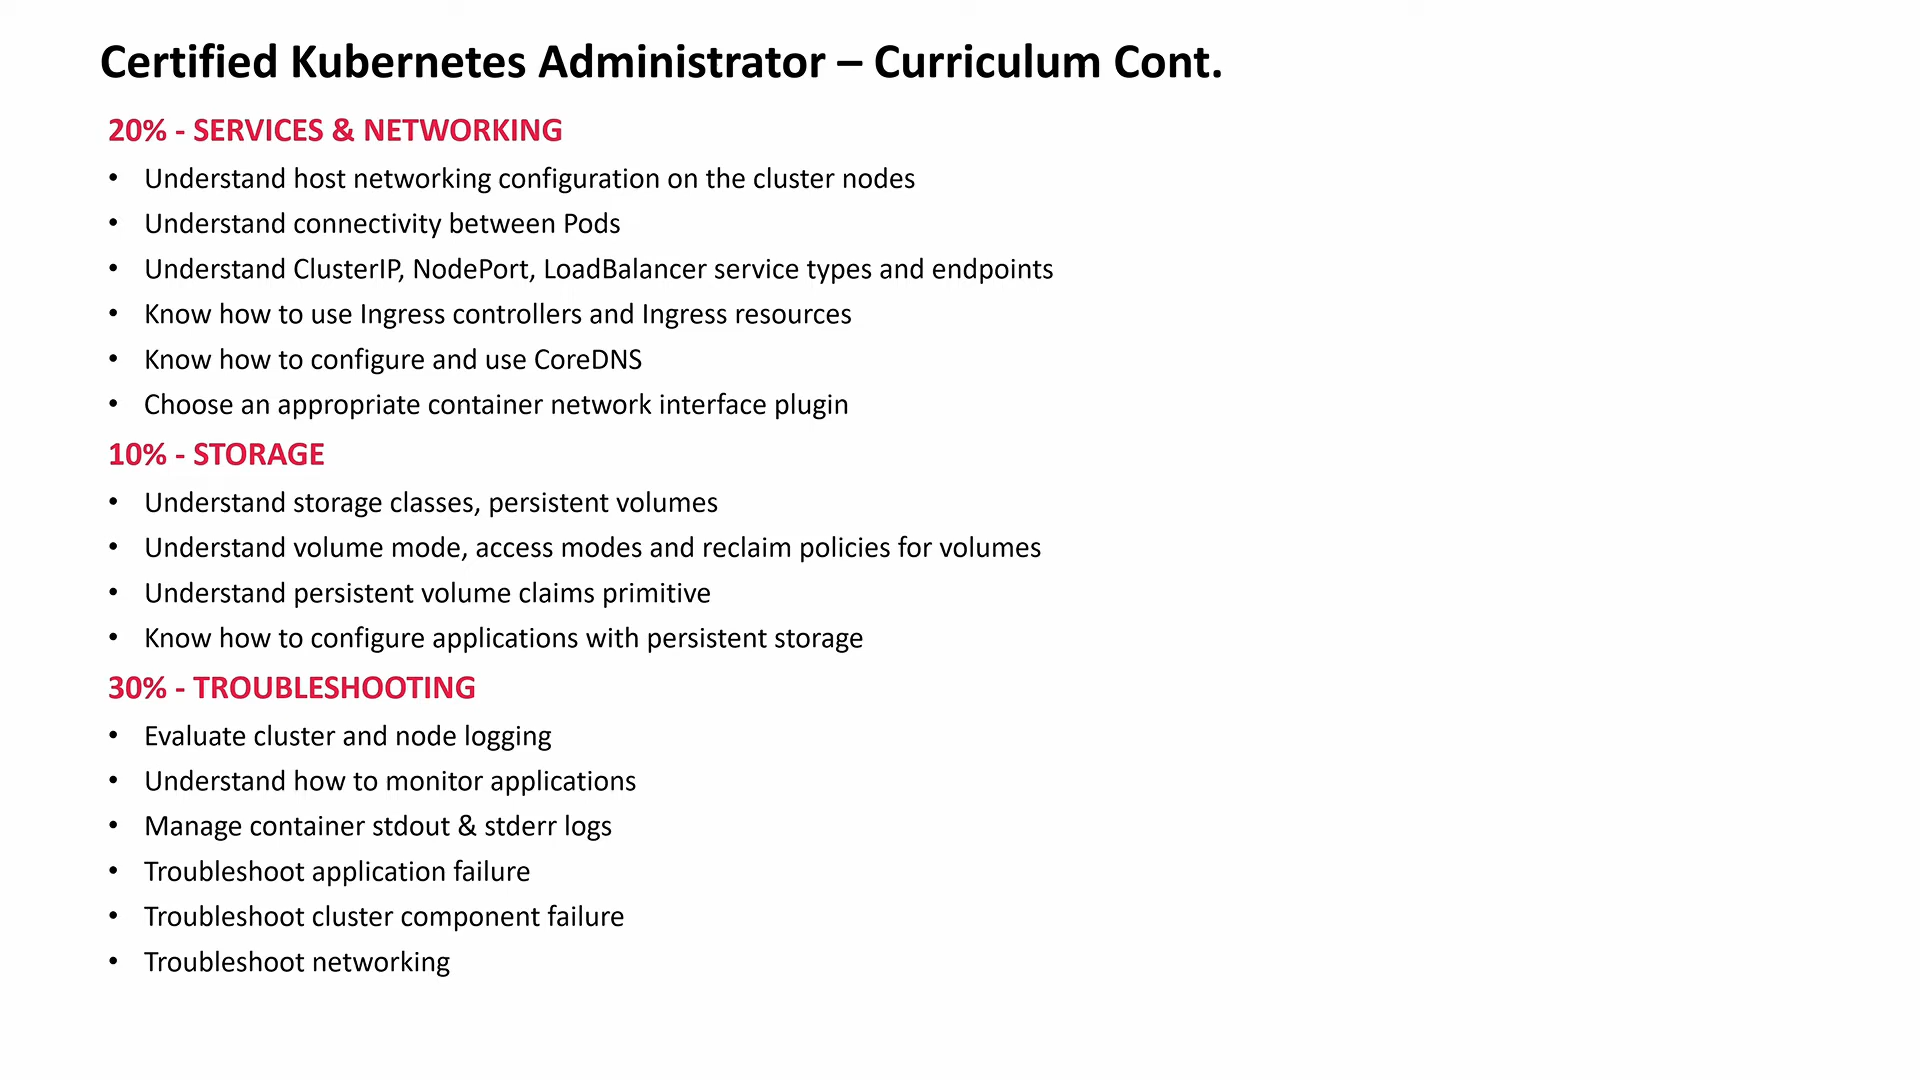 Certified Kubernetes Administrator – Curriculum Cont.
20% - SERVICES & NETWORKING
• Understand host networking configuration on the cluster nodes
• Understand connectivity between Pods
• Understand ClusterIP, NodePort, LoadBalancer service types and endpoints
• Know how to use Ingress controllers and Ingress resources
• Know how to configure and use CoreDNS
• Choose an appropriate container network interface plugin
10% - STORAGE
• Understand storage classes, persistent volumes
• Understand volume mode, access modes and reclaim policies for volumes
• Understand persistent volume claims primitive
• Know how to configure applications with persistent storage
30% - TROUBLESHOOTING
• Evaluate cluster and node logging
• Understand how to monitor applications
• Manage container stdout & stderr logs
• Troubleshoot application failure
• Troubleshoot cluster component failure
• Troubleshoot networking